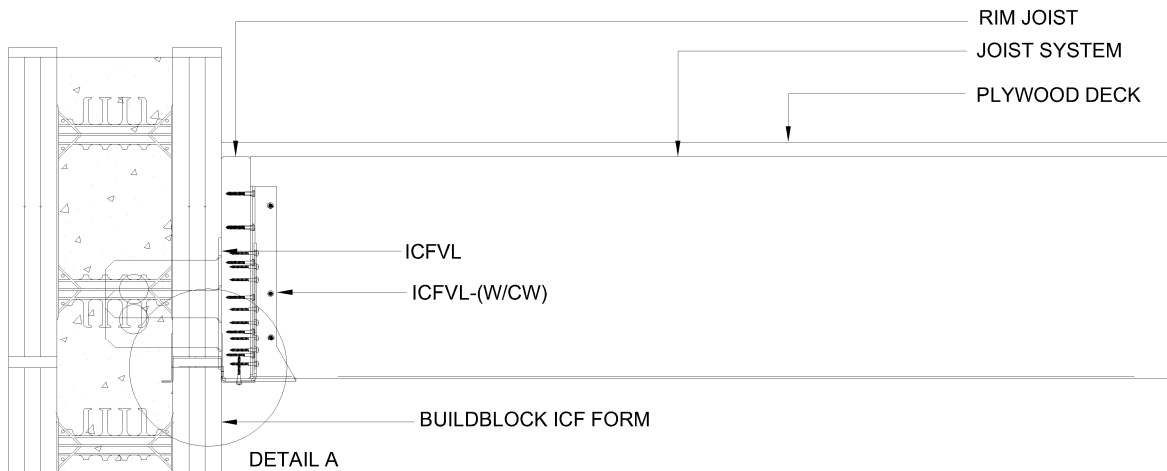 RIM JOIST
JOIST SYSTEM
PLYWOOD DECK
ICFVL
ICFVL-(W/CW)
BUILDBLOCK ICF FORM
DETAIL A